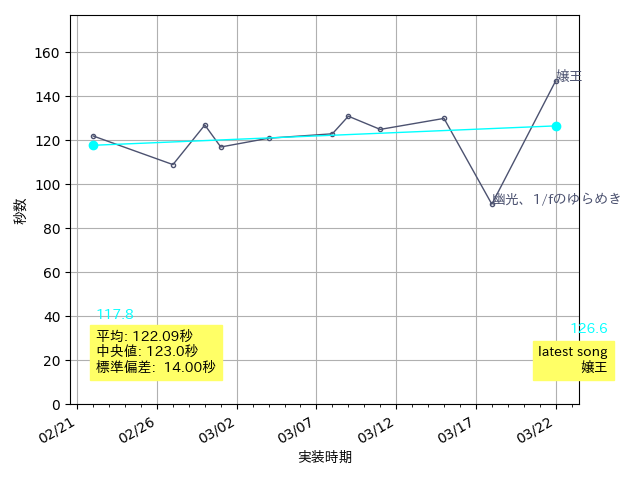 160
140
120
100
80
60
40
20
0
秒数
嬢王
幽光、1/fのゆらめき
117.8
126.6
平均: 122.09秒
中央値: 123.0秒
標準偏差: 14.00秒
latest song
嬢王
02/21
02/26
03/02
03/07
03/12
03/17
03/22
実装時期